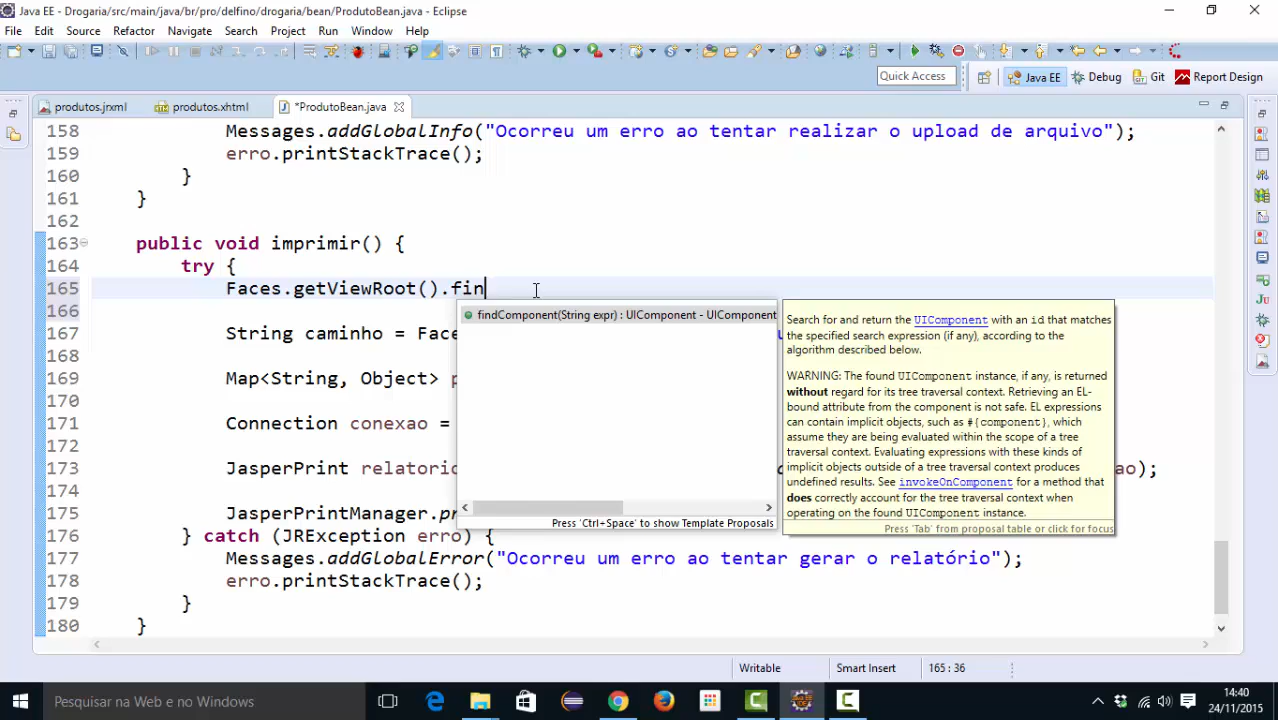 Java EE - Drogaria/src/main/java/br/pro/delfino/drogaria/bean/ProdutoBean.java - Eclipse
File Edit Source Refactor Navigate Search Project Run Window Help
Quick Access Java EE Debug Git Report Design
produtos.jrxml produtos.xhtml *ProdutoBean.java
158 Messages.addGlobalInfo("Ocorreu um erro ao tentar realizar o upload de arquivo");
159 erro.printStackTrace();
160 }
161 }
162
163 public void imprimir() {
164 try {
165 Faces.getViewRoot().fin
166
167 String caminho = Face
168
169 Map<String, Object> p
170
171 Connection conexao =
172
173 JasperPrint relatorio ao);
174
175 JasperPrintManager.pr
176 } catch (JRException erro) {
177 Messages.addGlobalError("Ocorreu um erro ao tentar gerar o relatório");
178 erro.printStackTrace();
179 }
180 }
findComponent(String expr) : UIComponent - UIComponent
Press 'Ctrl+Space' to show Template Proposals
Search for and return the UIComponent with an id that matches
the specified search expression (if any), according to the
algorithm described below.
WARNING: The found UIComponent instance, if any, is returned
without regard for its tree traversal context. Retrieving an EL-
bound attribute from the component is not safe. EL expressions
can contain implicit objects, such as #{component}, which
assume they are being evaluated within the scope of a tree
traversal context. Evaluating expressions with these kinds of
implicit objects outside of a tree traversal context produces
undefined results. See invokeOnComponent for a method that
does correctly account for the tree traversal context when
operating on the found UIComponent instance.
Press 'Tab' from proposal table or click for focus
Writable Smart Insert 165 : 36
Pesquisar na Web e no Windows
14:40
24/11/2015